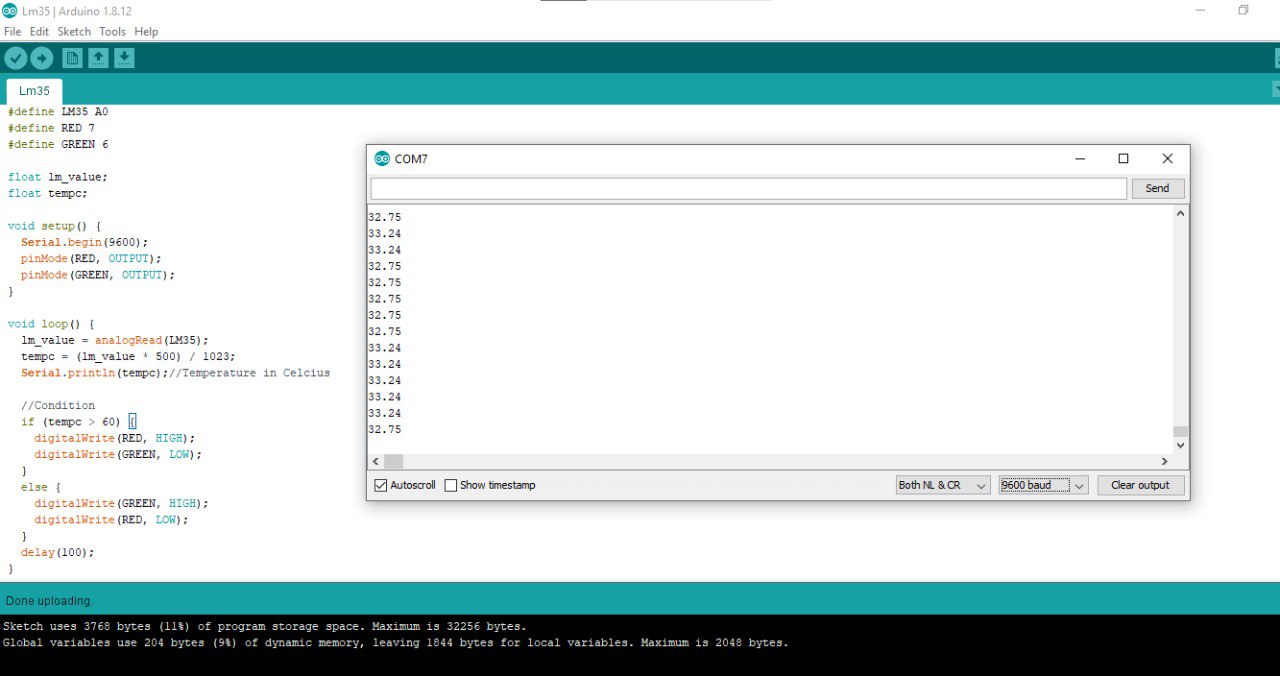 Lm35 | Arduino 1.8.12
File Edit Sketch Tools Help
Lm35
#define LM35 A0
#define RED 7
#define GREEN 6
float lm_value;
float tempc;
void setup() {
Serial.begin(9600);
pinMode(RED, OUTPUT);
pinMode(GREEN, OUTPUT);
}
void loop() {
lm_value = analogRead(LM35);
tempc = (lm_value * 500) / 1023;
Serial.println(tempc);//Temperature in Celcius
//Condition
if (tempc > 60) {
digitalWrite(RED, HIGH);
digitalWrite(GREEN, LOW);
}
else {
digitalWrite(GREEN, HIGH);
digitalWrite(RED, LOW);
}
delay(100);
}
COM7
Send
32.75
33.24
33.24
32.75
32.75
32.75
32.75
32.75
33.24
33.24
33.24
33.24
33.24
32.75
Autoscroll Show timestamp Both NL & CR 9600 baud Clear output
Done uploading.
Sketch uses 3768 bytes (11%) of program storage space. Maximum is 32256 bytes.
Global variables use 204 bytes (9%) of dynamic memory, leaving 1844 bytes for local variables. Maximum is 2048 bytes.